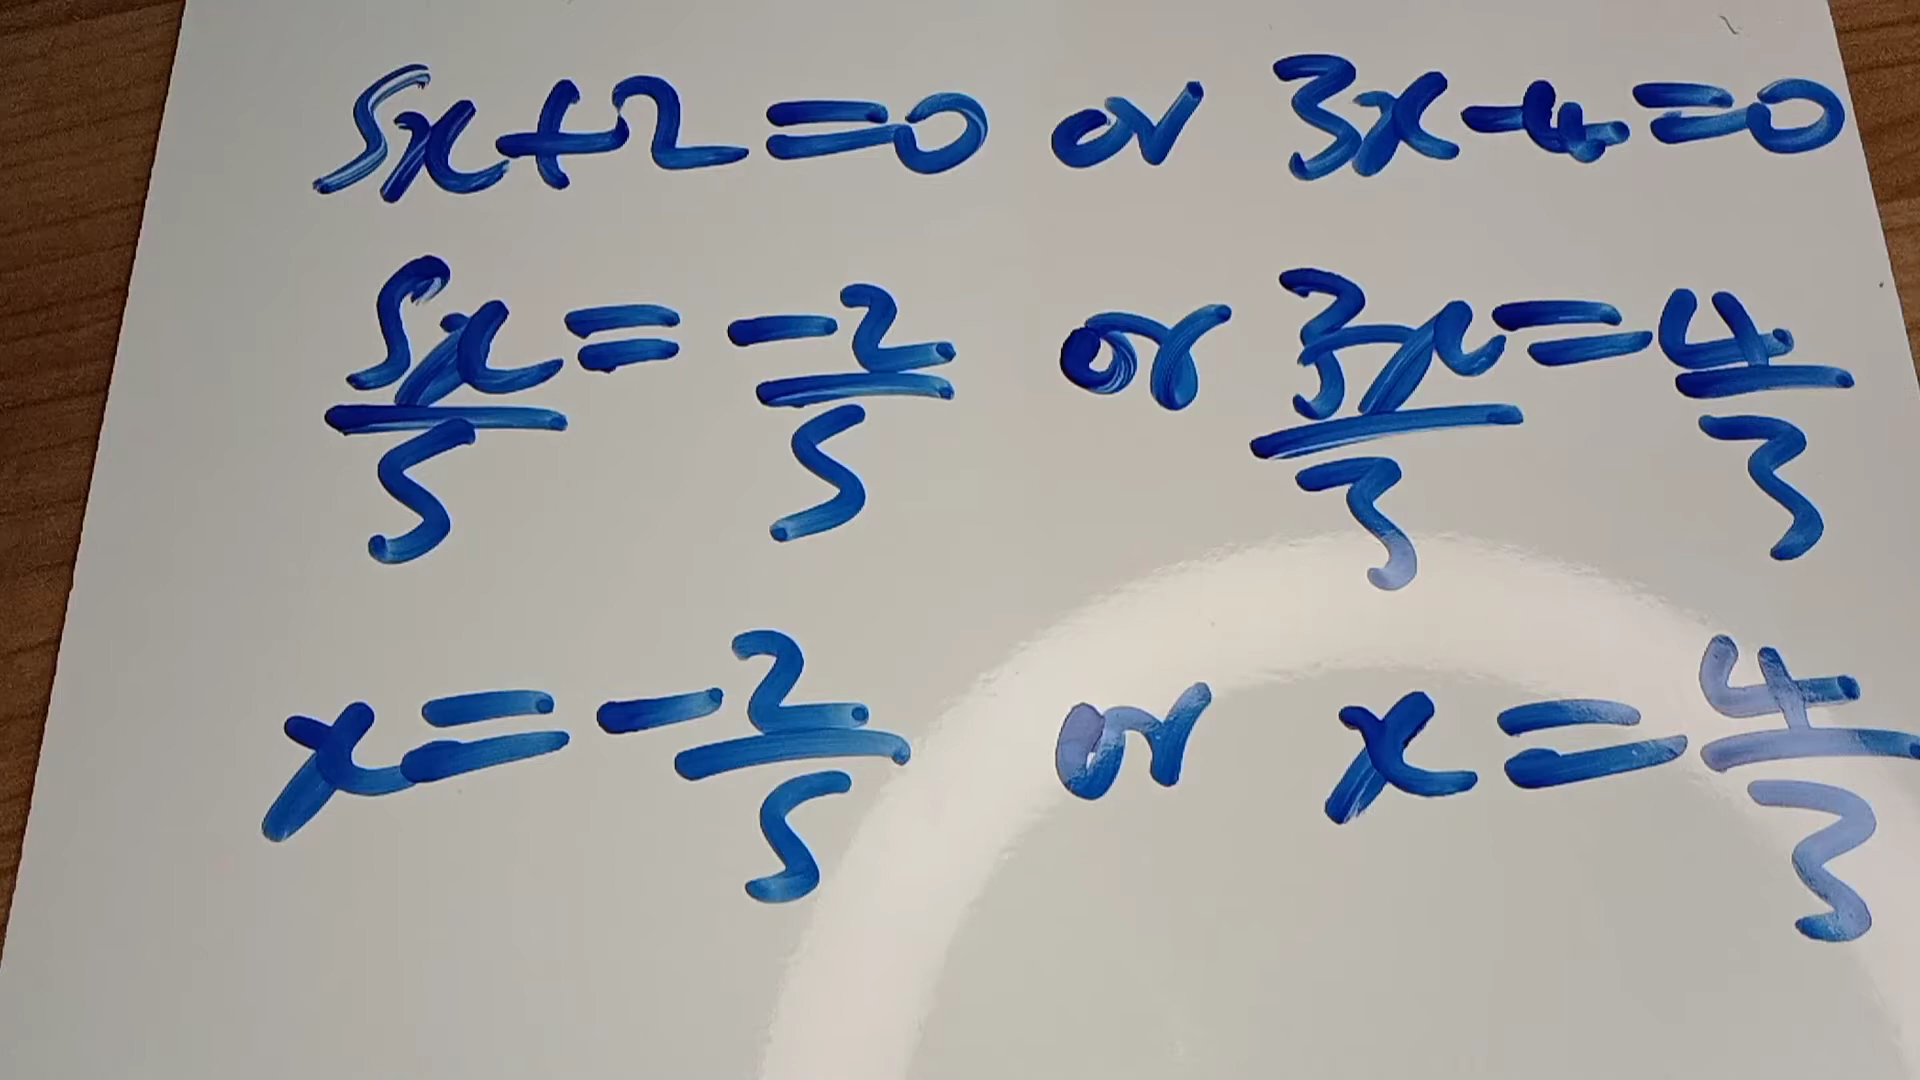 5x+2=0 or 3x-4=0
5x/5 = -2/5 or 3x/3 = 4/3
x = -2/5 or x = 4/3